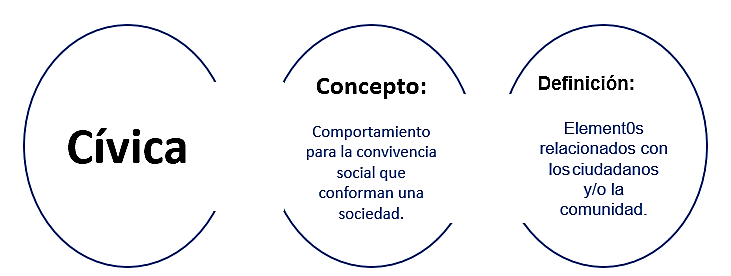 Cívica
Concepto:
Comportamiento
para la convivencia
social que
conforman una
sociedad.
Definición:
Element0s
relacionados con
los ciudadanos
y/o la
comunidad.